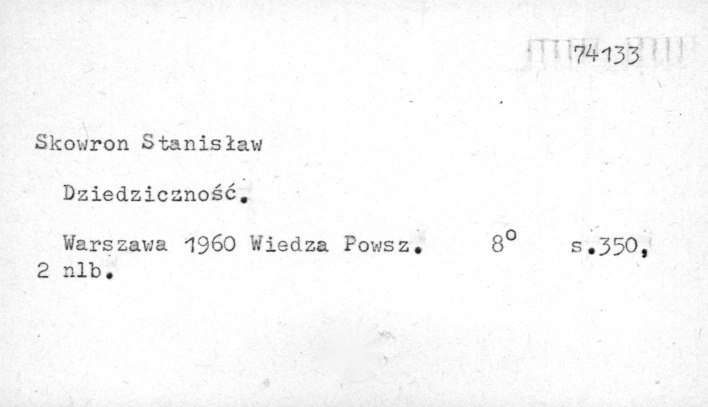 74133
Skowron Stanisław
Dziedziczność.
Warszawa 1960 Wiedza Powsz. 8° s.350,
2 nlb.